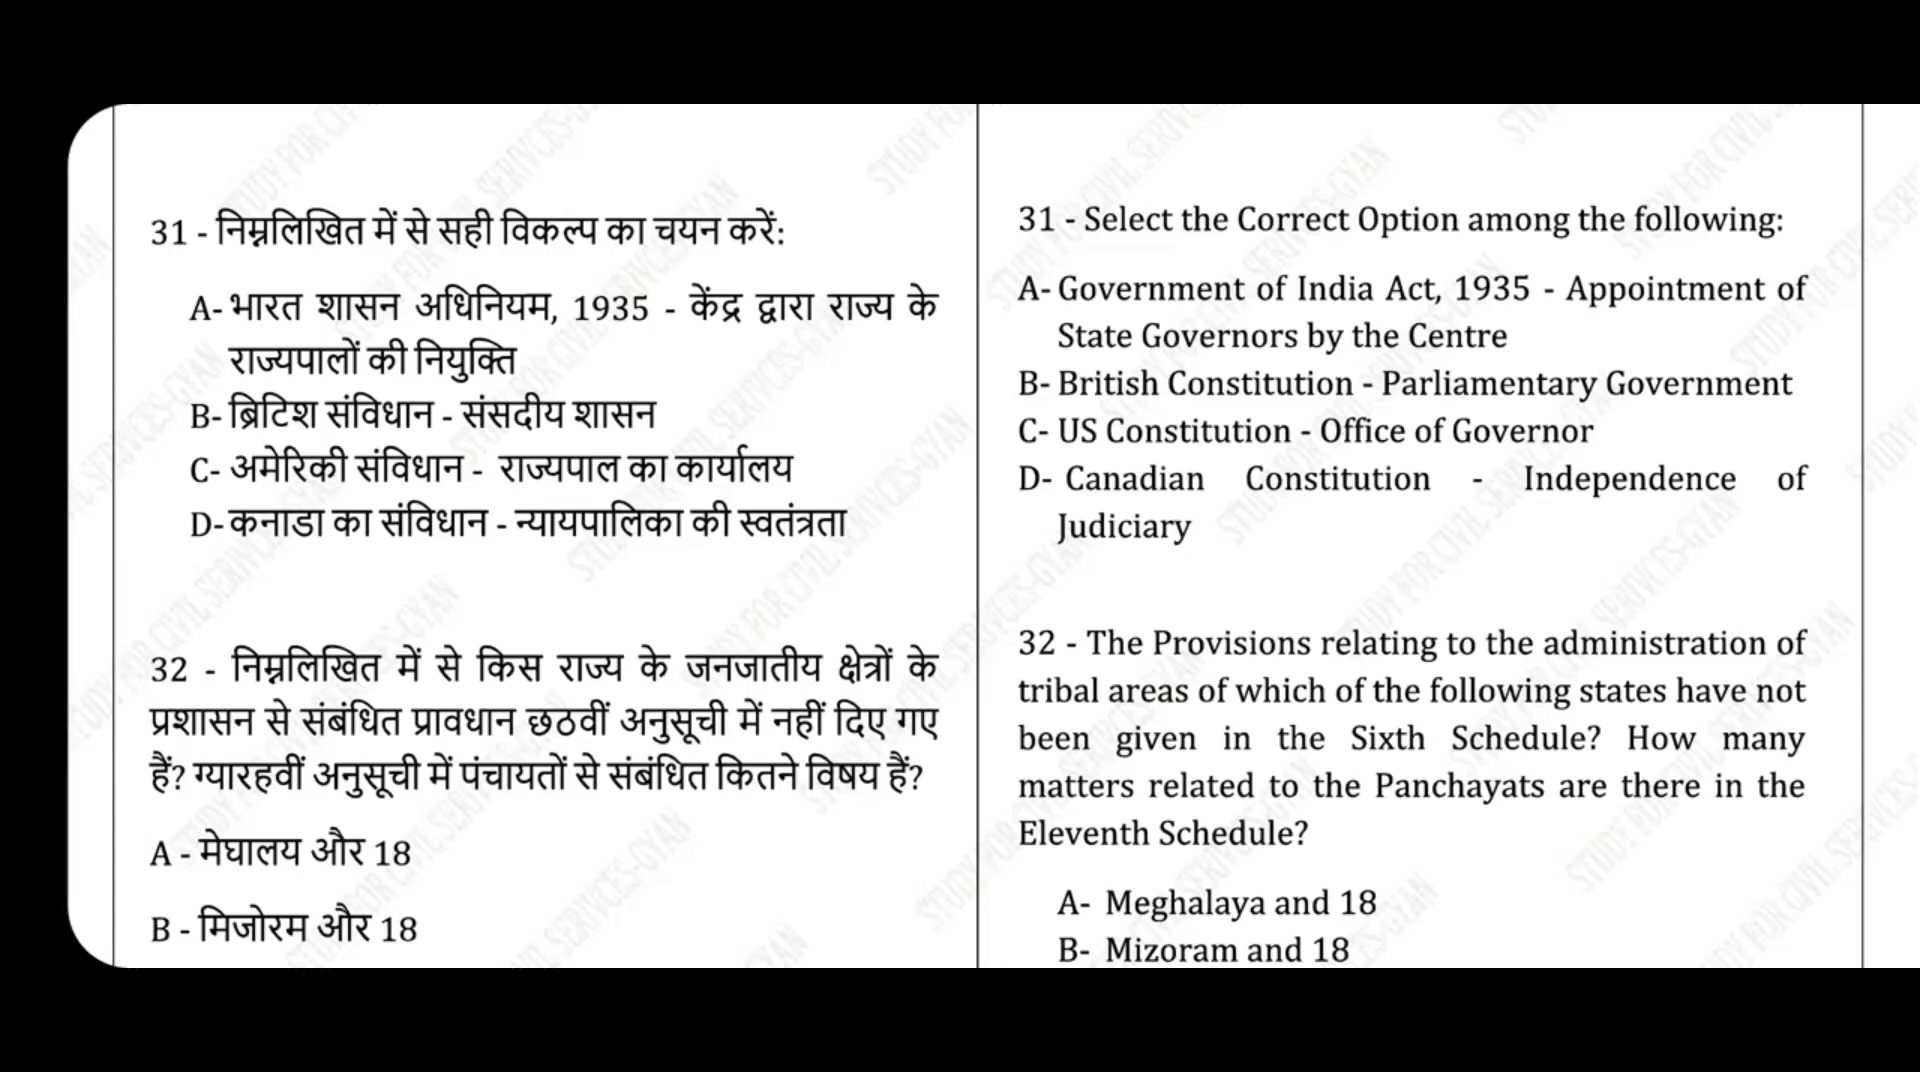 31 - निम्नलिखित में से सही विकल्प का चयन करें:
A- भारत शासन अधिनियम, 1935 - केंद्र द्वारा राज्य के
राज्यपालों की नियुक्ति
B- ब्रिटिश संविधान - संसदीय शासन
C- अमेरिकी संविधान - राज्यपाल का कार्यालय
D- कनाडा का संविधान - न्यायपालिका की स्वतंत्रता
32 - निम्नलिखित में से किस राज्य के जनजातीय क्षेत्रों के
प्रशासन से संबंधित प्रावधान छठवीं अनुसूची में नहीं दिए गए
हैं? ग्यारहवीं अनुसूची में पंचायतों से संबंधित कितने विषय हैं?
A - मेघालय और 18
B - मिजोरम और 18
31 - Select the Correct Option among the following:
A- Government of India Act, 1935 - Appointment of
State Governors by the Centre
B- British Constitution - Parliamentary Government
C- US Constitution - Office of Governor
D- Canadian Constitution - Independence of
Judiciary
32 - The Provisions relating to the administration of
tribal areas of which of the following states have not
been given in the Sixth Schedule? How many
matters related to the Panchayats are there in the
Eleventh Schedule?
A- Meghalaya and 18
B- Mizoram and 18